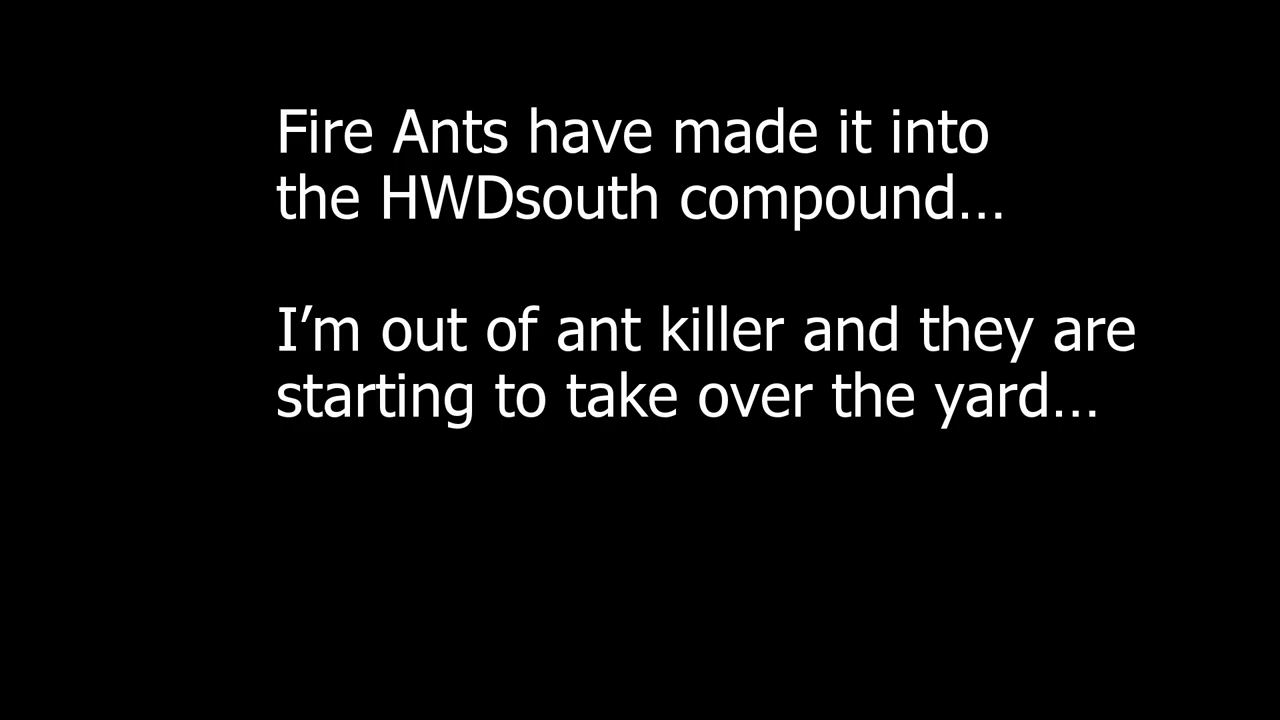 Fire Ants have made it into
the HWDsouth compound…
I’m out of ant killer and they are
starting to take over the yard…